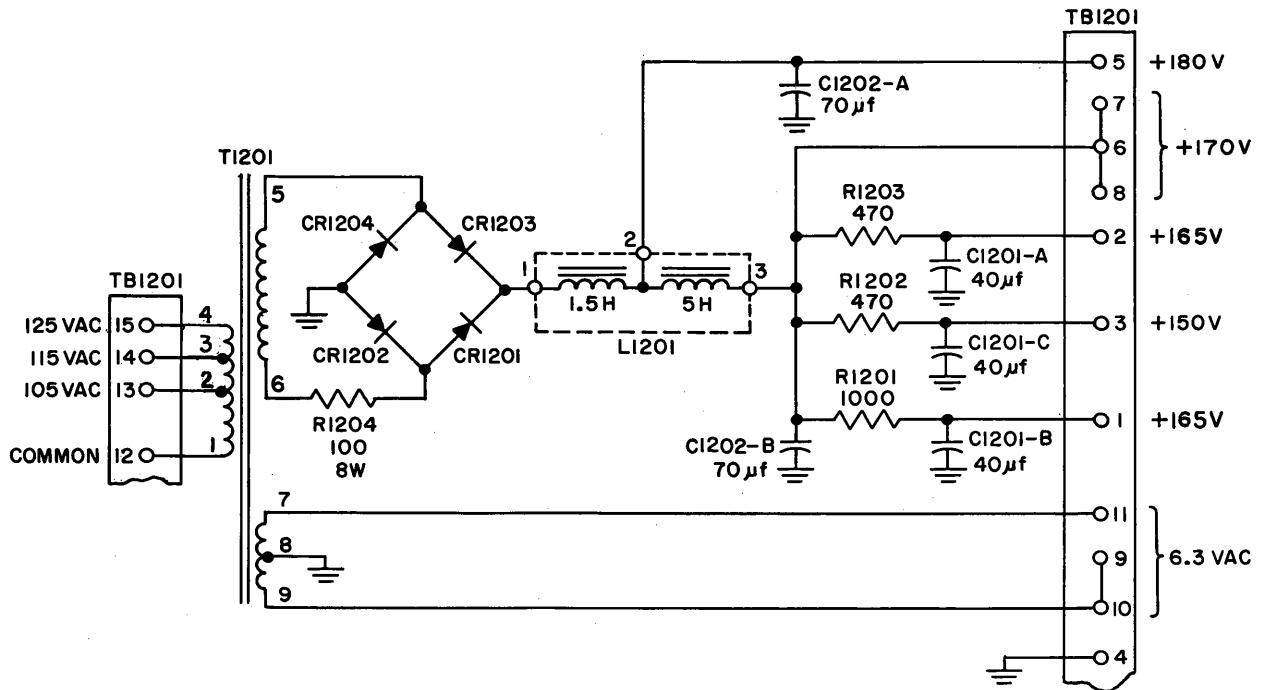 TB1201
5 +180V
C1202-A
70µf
7
6 +170V
8
T1201
5
CR1204
CR1203
R1203
470
2 +165V
C1201-A
40µf
1
2
3
1.5H
5H
L1201
R1202
470
3 +150V
C1201-C
40µf
TB1201
125 VAC 15 4
115 VAC 14 3
105 VAC 13 2
COMMON 12 1
CR1202
CR1201
6
R1204
100
8W
R1201
1000
1 +165V
C1202-B
70µf
C1201-B
40µf
7
8
9
11
9 6.3 VAC
10
4